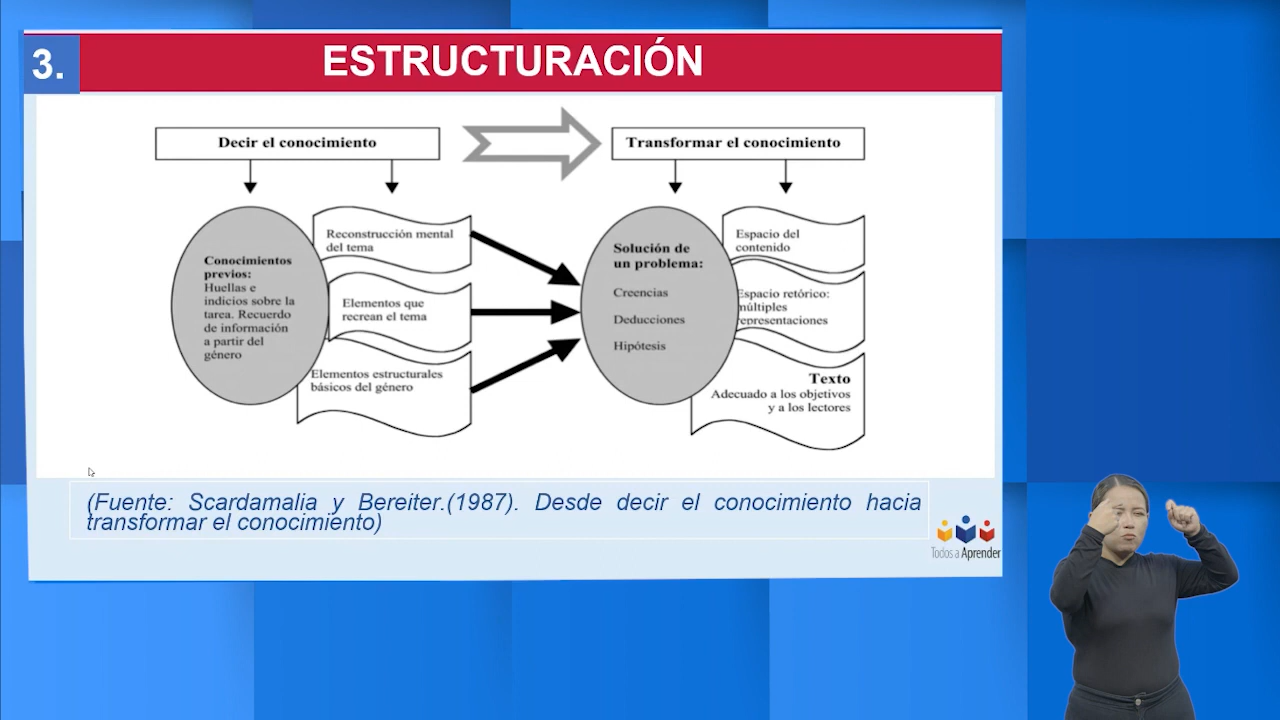 3.
ESTRUCTURACIÓN
Decir el conocimiento
Transformar el conocimiento
Conocimientos
previos:
Huellas e
indicios sobre la
tarea. Recuerdo
de información
a partir del
género
Reconstrucción mental
del tema
Elementos que
recrean el tema
Elementos estructurales
básicos del género
Solución de
un problema:
Creencias
Deducciones
Hipótesis
Espacio del
contenido
Espacio retórico:
múltiples
representaciones
Texto
Adecuado a los objetivos
y a los lectores
(Fuente: Scardamalia y Bereiter.(1987). Desde decir el conocimiento hacia
transformar el conocimiento)
Todos a Aprender